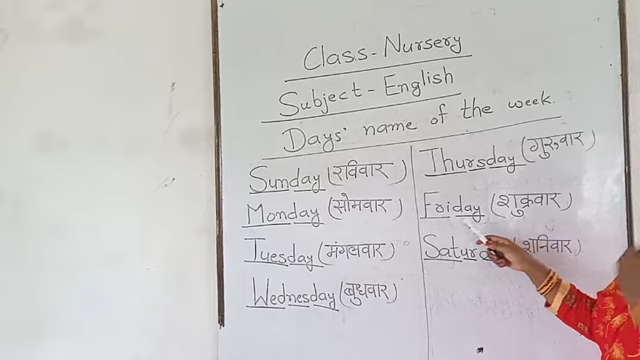 Class-Nursery
Subject-English
Days' name of the week.
Sunday (रविवार)
Monday (सोमवार)
Tuesday (मंगलवार)
Wednesday (बुधवार)
Thursday (गुरुवार)
Friday (शुक्रवार)
Satur (शनिवार)